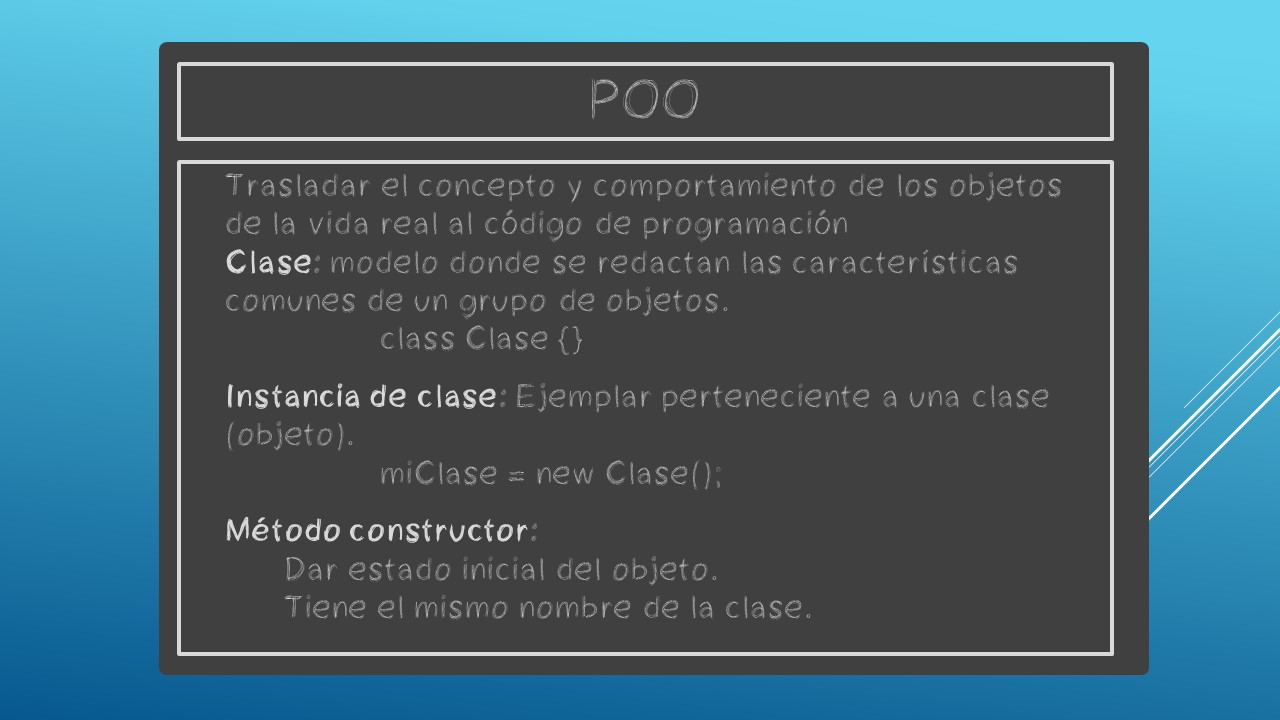 POO
Trasladar el concepto y comportamiento de los objetos
de la vida real al código de programación
Clase: modelo donde se redactan las características
comunes de un grupo de objetos.
class Clase {}
Instancia de clase: Ejemplar perteneciente a una clase
(objeto).
miClase = new Clase();
Método constructor:
Dar estado inicial del objeto.
Tiene el mismo nombre de la clase.